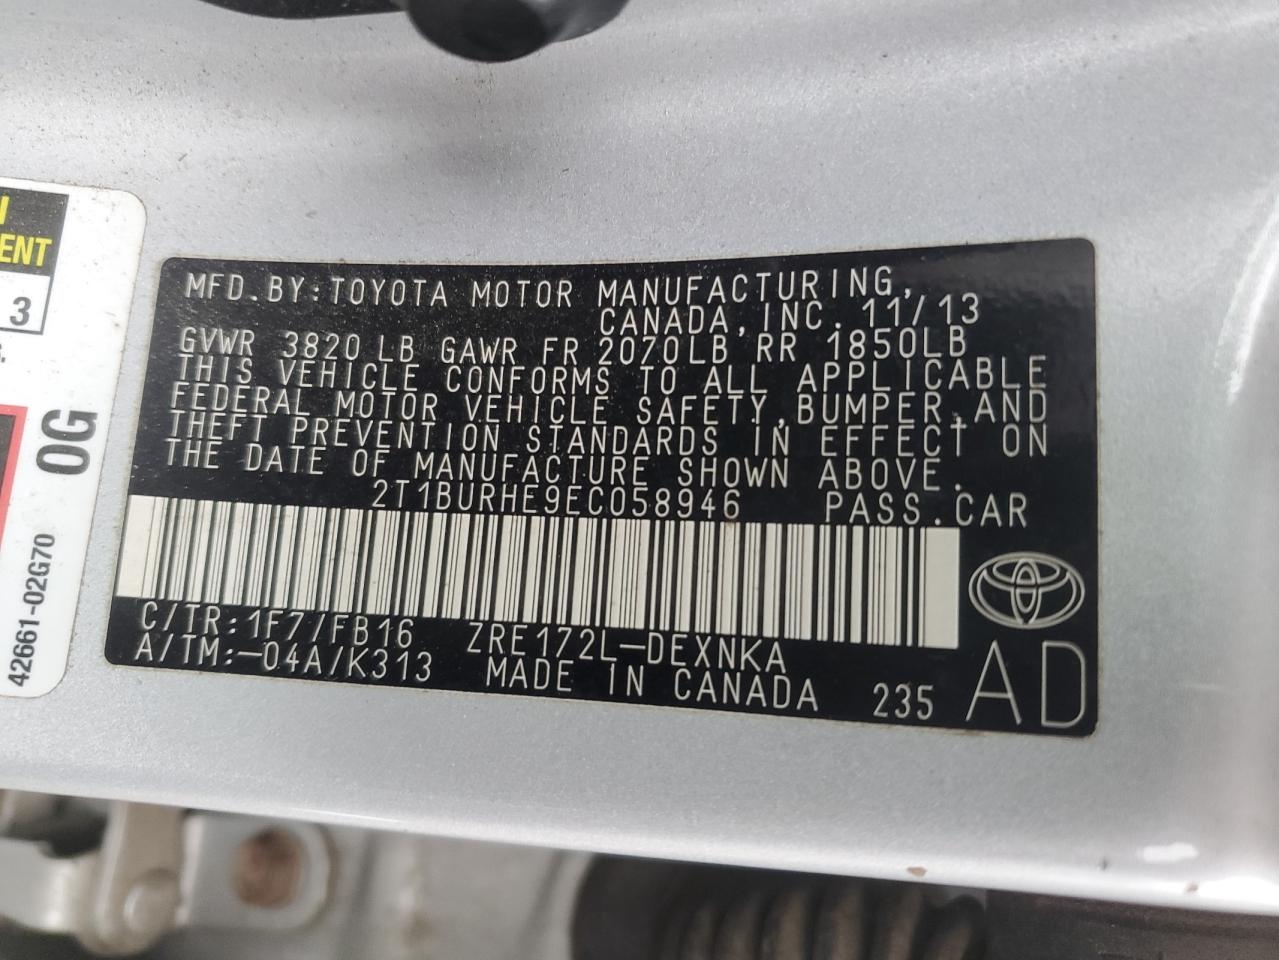 I
ENT
3
0G
42661-02G70
MFD.BY:TOYOTA MOTOR MANUFACTURING,
CANADA,INC. 11/13
GVWR 3820 LB GAWR FR 2070LB RR 1850LB
THIS VEHICLE CONFORMS TO ALL APPLICABLE
FEDERAL MOTOR VEHICLE SAFETY,BUMPER,AND
THEFT PREVENTION STANDARDS IN EFFECT ON
THE DATE OF MANUFACTURE SHOWN ABOVE.
2T1BURHE9EC058946 PASS.CAR
C/TR:1F7/FB16 ZRE172L-DEXNKA
A/TM:-04A/K313 MADE IN CANADA 235 AD